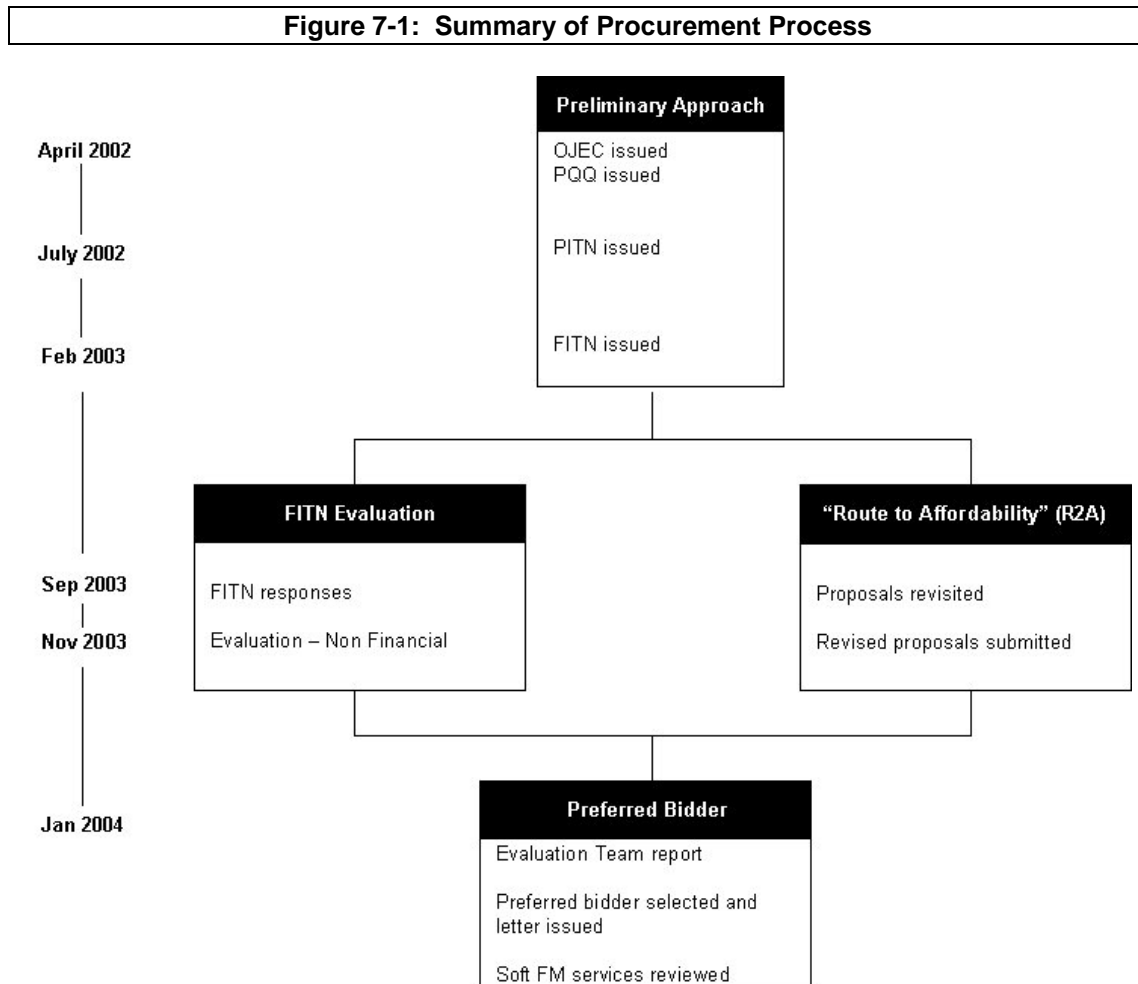 Figure 7-1: Summary of Procurement Process
Preliminary Approach
April 2002
OJEC issued
PQQ issued
July 2002
PITN issued
Feb 2003
FITN issued
FITN Evaluation
“Route to Affordability” (R2A)
Sep 2003
FITN responses
Proposals revisited
Nov 2003
Evaluation – Non Financial
Revised proposals submitted
Jan 2004
Preferred Bidder
Evaluation Team report
Preferred bidder selected and
letter issued
Soft FM services reviewed